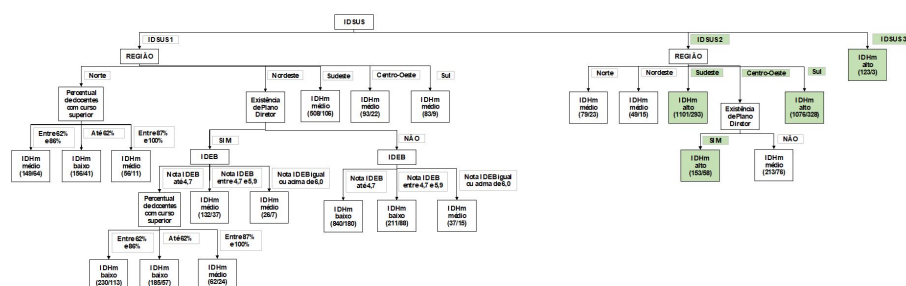 IDSUS
IDSUS1
IDSUS2
IDSUS3
REGIÃO
REGIÃO
IDHm
alto
(123/3)
Norte
Nordeste
Sudeste
Centro-Oeste
Sul
Norte
Nordeste
Sudeste
Centro-Oeste
Sul
Percentual
de docentes
com curso
superior
Existência
de Plano
Diretor
IDHm
médio
(508/106)
IDHm
médio
(93/22)
IDHm
médio
(83/9)
IDHm
médio
(79/23)
IDHm
médio
(49/15)
IDHm
alto
(1101/293)
Existência
de Plano
Diretor
IDHm
alto
(1076/328)
Entre 62%
e 86%
Até 62%
Entre 87%
e 100%
SIM
NÃO
SIM
NÃO
IDHm
médio
(149/64)
IDHm
baixo
(156/41)
IDHm
médio
(56/11)
IDEB
IDEB
IDHm
alto
(153/58)
IDHm
médio
(213/76)
Nota IDEB
até 4,7
Nota IDEB
entre 4,7 e 5,9
Nota IDEB igual
ou acima de 6,0
Nota IDEB
até 4,7
Nota IDEB
entre 4,7 e 5,9
Nota IDEB igual
ou acima de 6,0
Percentual
de docentes
com curso
superior
IDHm
médio
(132/37)
IDHm
médio
(26/7)
IDHm
baixo
(840/180)
IDHm
baixo
(211/88)
IDHm
médio
(37/15)
Entre 62%
e 86%
Até 62%
Entre 87%
e 100%
IDHm
baixo
(230/113)
IDHm
baixo
(185/57)
IDHm
médio
(62/24)